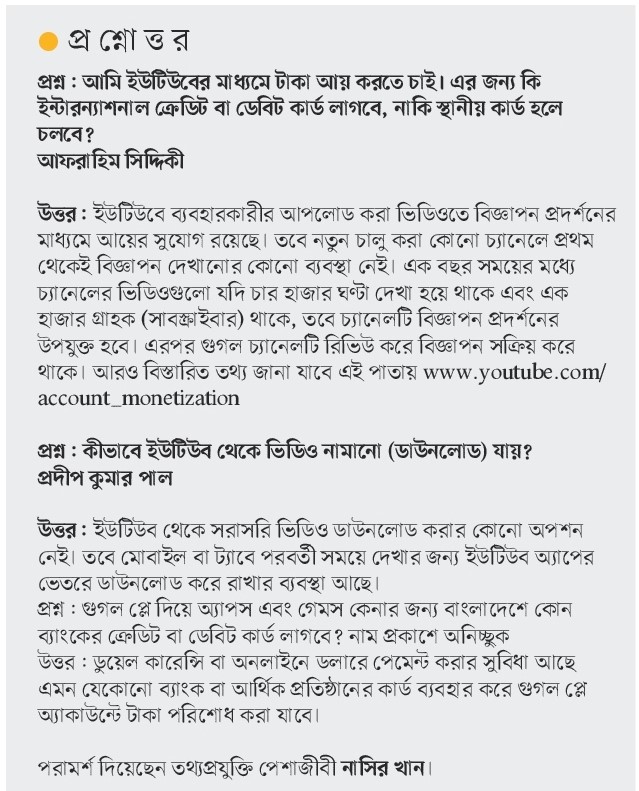 প্রশ্নোত্তর
প্রশ্ন : আমি ইউটিউবের মাধ্যমে টাকা আয় করতে চাই। এর জন্য কি
ইন্টারন্যাশনাল ক্রেডিট বা ডেবিট কার্ড লাগবে, নাকি স্থানীয় কার্ড হলে
চলবে?
আফরাহিম সিদ্দিকী
উত্তর : ইউটিউবে ব্যবহারকারীর আপলোড করা ভিডিওতে বিজ্ঞাপন প্রদর্শনের
মাধ্যমে আয়ের সুযোগ রয়েছে। তবে নতুন চালু করা কোনো চ্যানেলে প্রথম
থেকেই বিজ্ঞাপন দেখানোর কোনো ব্যবস্থা নেই। এক বছর সময়ের মধ্যে
চ্যানেলের ভিডিওগুলো যদি চার হাজার ঘণ্টা দেখা হয়ে থাকে এবং এক
হাজার গ্রাহক (সাবস্ক্রাইবার) থাকে, তবে চ্যানেলটি বিজ্ঞাপন প্রদর্শনের
উপযুক্ত হবে। এরপর গুগল চ্যানেলটি রিভিউ করে বিজ্ঞাপন সক্রিয় করে
থাকে। আরও বিস্তারিত তথ্য জানা যাবে এই পাতায় www.youtube.com/
account_monetization
প্রশ্ন : কীভাবে ইউটিউব থেকে ভিডিও নামানো (ডাউনলোড) যায়?
প্রদীপ কুমার পাল
উত্তর : ইউটিউব থেকে সরাসরি ভিডিও ডাউনলোড করার কোনো অপশন
নেই। তবে মোবাইল বা ট্যাবে পরবর্তী সময়ে দেখার জন্য ইউটিউব অ্যাপের
ভেতরে ডাউনলোড করে রাখার ব্যবস্থা আছে।
প্রশ্ন : গুগল প্লে দিয়ে অ্যাপস এবং গেমস কেনার জন্য বাংলাদেশে কোন
ব্যাংকের ক্রেডিট বা ডেবিট কার্ড লাগবে? নাম প্রকাশে অনিচ্ছুক
উত্তর : ডুয়েল কারেন্সি বা অনলাইনে ডলারে পেমেন্ট করার সুবিধা আছে
এমন যেকোনো ব্যাংক বা আর্থিক প্রতিষ্ঠানের কার্ড ব্যবহার করে গুগল প্লে
অ্যাকাউন্টে টাকা পরিশোধ করা যাবে।
পরামর্শ দিয়েছেন তথ্যপ্রযুক্তি পেশাজীবী নাসির খান।